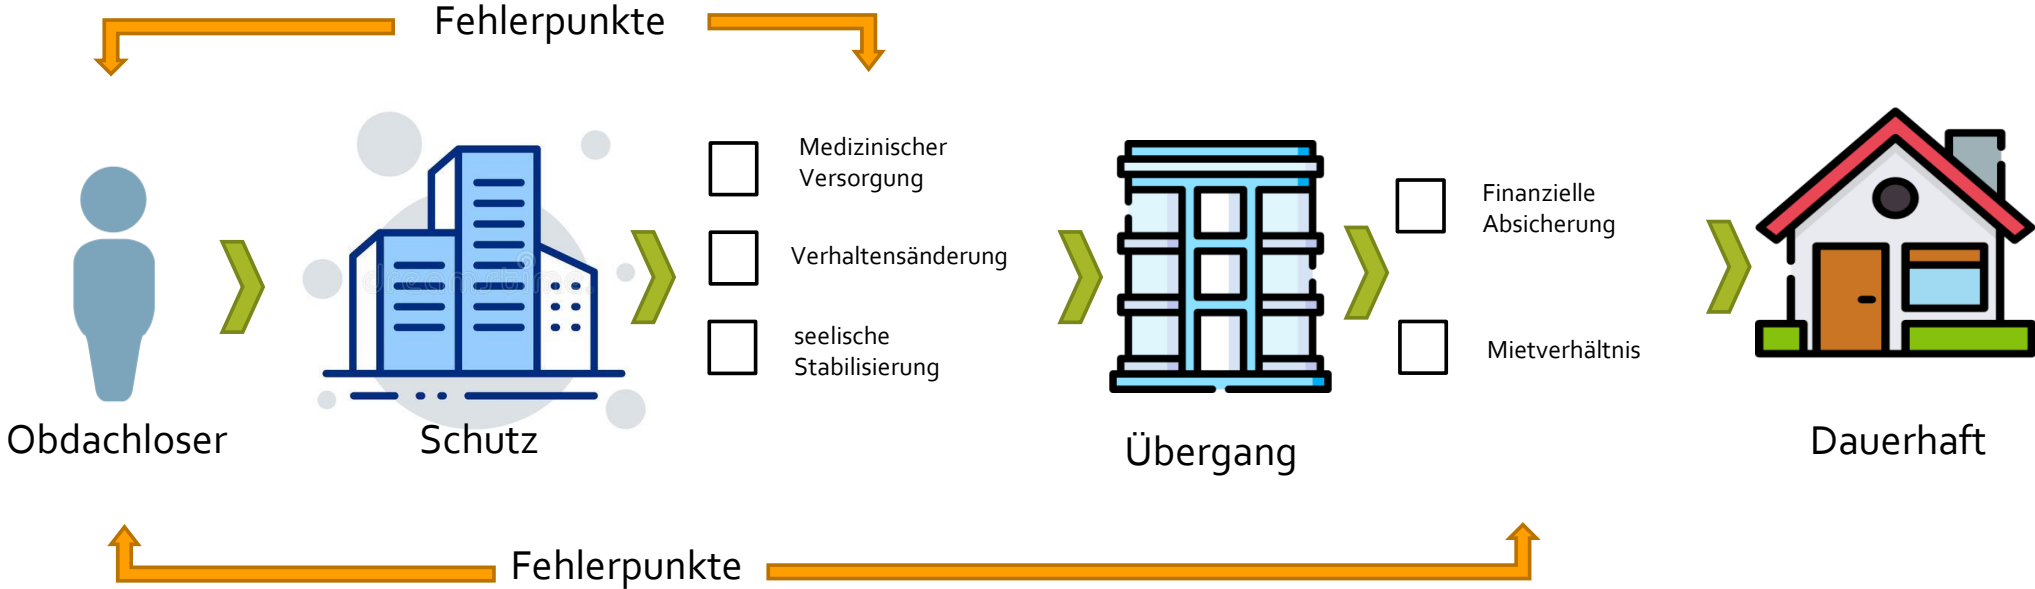 Fehlerpunkte
Medizinischer
Versorgung
Verhaltensänderung
seelische
Stabilisierung
Finanzielle
Absicherung
Mietverhältnis
Obdachloser
Schutz
Übergang
Dauerhaft
Fehlerpunkte